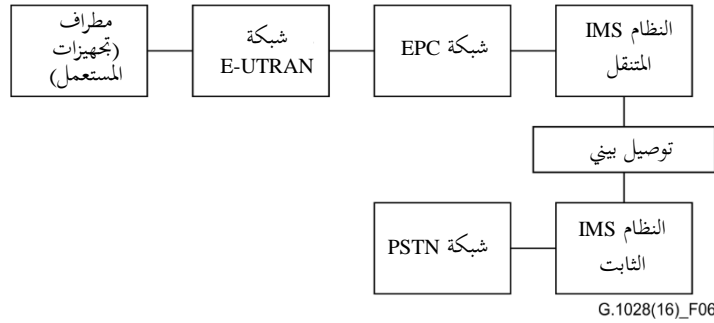 مطراف
(تجهيزات
المستعمل)
شبكة
E-UTRAN
شبكة EPC
النظام IMS
المتنقل
توصيل بيني
النظام IMS
الثابت
شبكة PSTN
G.1028(16)_F06